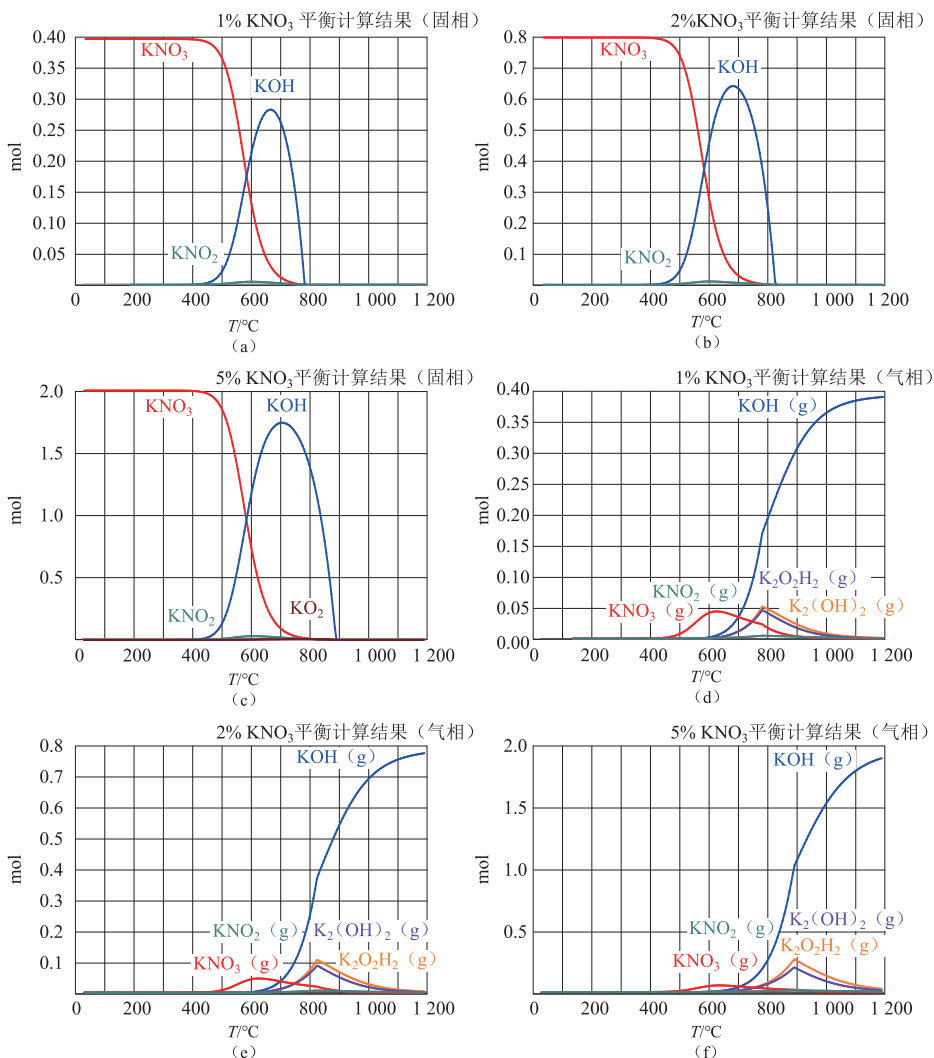 1% KNO₃ 平衡计算结果（固相）
0.40
0.35
0.30
0.25
0.20
0.15
0.10
0.05
mol
KNO₃
KOH
KNO₂
0 200 400 600 800 1 000 1 200
T/°C
（a）
2%KNO₃ 平衡计算结果（固相）
0.8
0.7
0.6
0.5
0.4
0.3
0.2
0.1
mol
KNO₃
KOH
KNO₂
0 200 400 600 800 1 000 1 200
T/°C
（b）
5% KNO₃平衡计算结果（固相）
2.0
1.5
1.0
0.5
mol
KNO₃
KOH
KNO₂
KO₂
0 200 400 600 800 1 000 1 200
T/°C
（c）
1% KNO₃平衡计算结果（气相）
0.40
0.35
0.30
0.25
0.20
0.15
0.10
0.05
0.00
mol
KOH（g）
K₂O₂H₂（g）
KNO₂（g）
KNO₃（g）
K₂(OH)₂（g）
0 200 400 600 800 1 000 1 200
T/°C
（d）
2% KNO₃平衡计算结果（气相）
0.8
0.7
0.6
0.5
0.4
0.3
0.2
0.1
mol
KOH（g）
KNO₂（g）
K₂(OH)₂（g）
KNO₃（g）
K₂O₂H₂（g）
0 200 400 600 800 1 000 1 200
T/°C
（e）
5% KNO₃平衡计算结果（气相）
2.0
1.5
1.0
0.5
mol
KOH（g）
KNO₂（g）
K₂(OH)₂（g）
K₂O₂H₂（g）
KNO₃（g）
0 200 400 600 800 1 000 1 200
T/°C
（f）